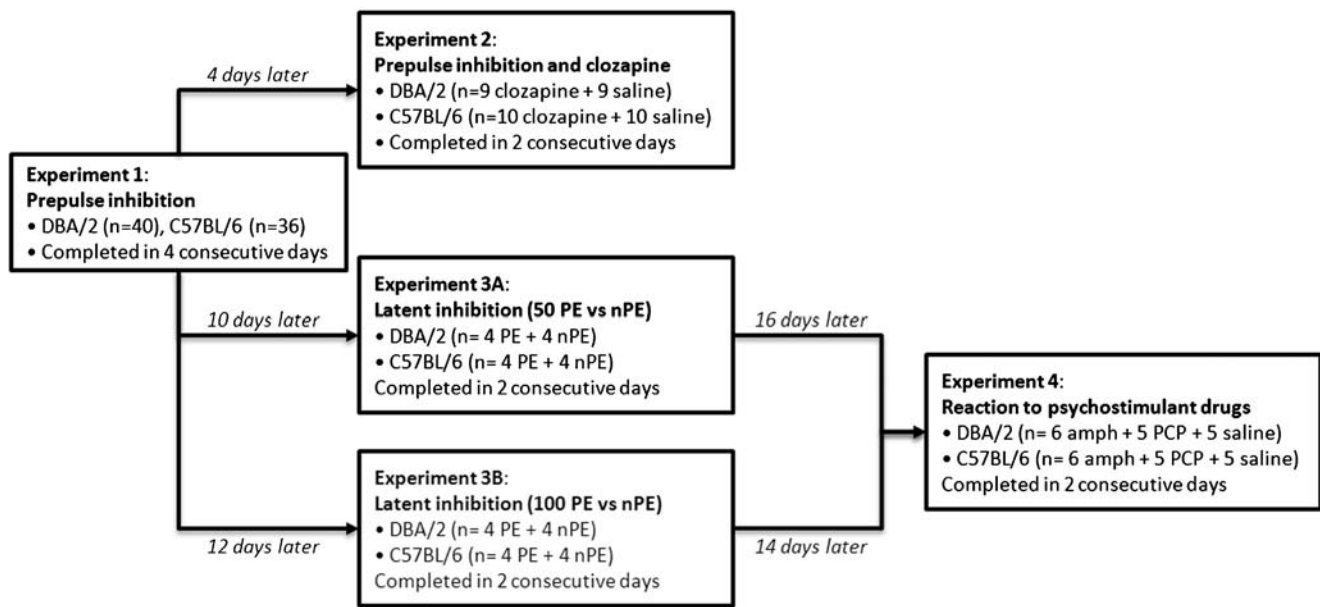 Experiment 2:
Prepulse inhibition and clozapine
• DBA/2 (n=9 clozapine + 9 saline)
• C57BL/6 (n=10 clozapine + 10 saline)
• Completed in 2 consecutive days
4 days later
Experiment 1:
Prepulse inhibition
• DBA/2 (n=40), C57BL/6 (n=36)
• Completed in 4 consecutive days
10 days later
Experiment 3A:
Latent inhibition (50 PE vs nPE)
• DBA/2 (n= 4 PE + 4 nPE)
• C57BL/6 (n= 4 PE + 4 nPE)
Completed in 2 consecutive days
16 days later
12 days later
Experiment 3B:
Latent inhibition (100 PE vs nPE)
• DBA/2 (n= 4 PE + 4 nPE)
• C57BL/6 (n= 4 PE + 4 nPE)
Completed in 2 consecutive days
14 days later
Experiment 4:
Reaction to psychostimulant drugs
• DBA/2 (n= 6 amph + 5 PCP + 5 saline)
• C57BL/6 (n= 6 amph + 5 PCP + 5 saline)
Completed in 2 consecutive days